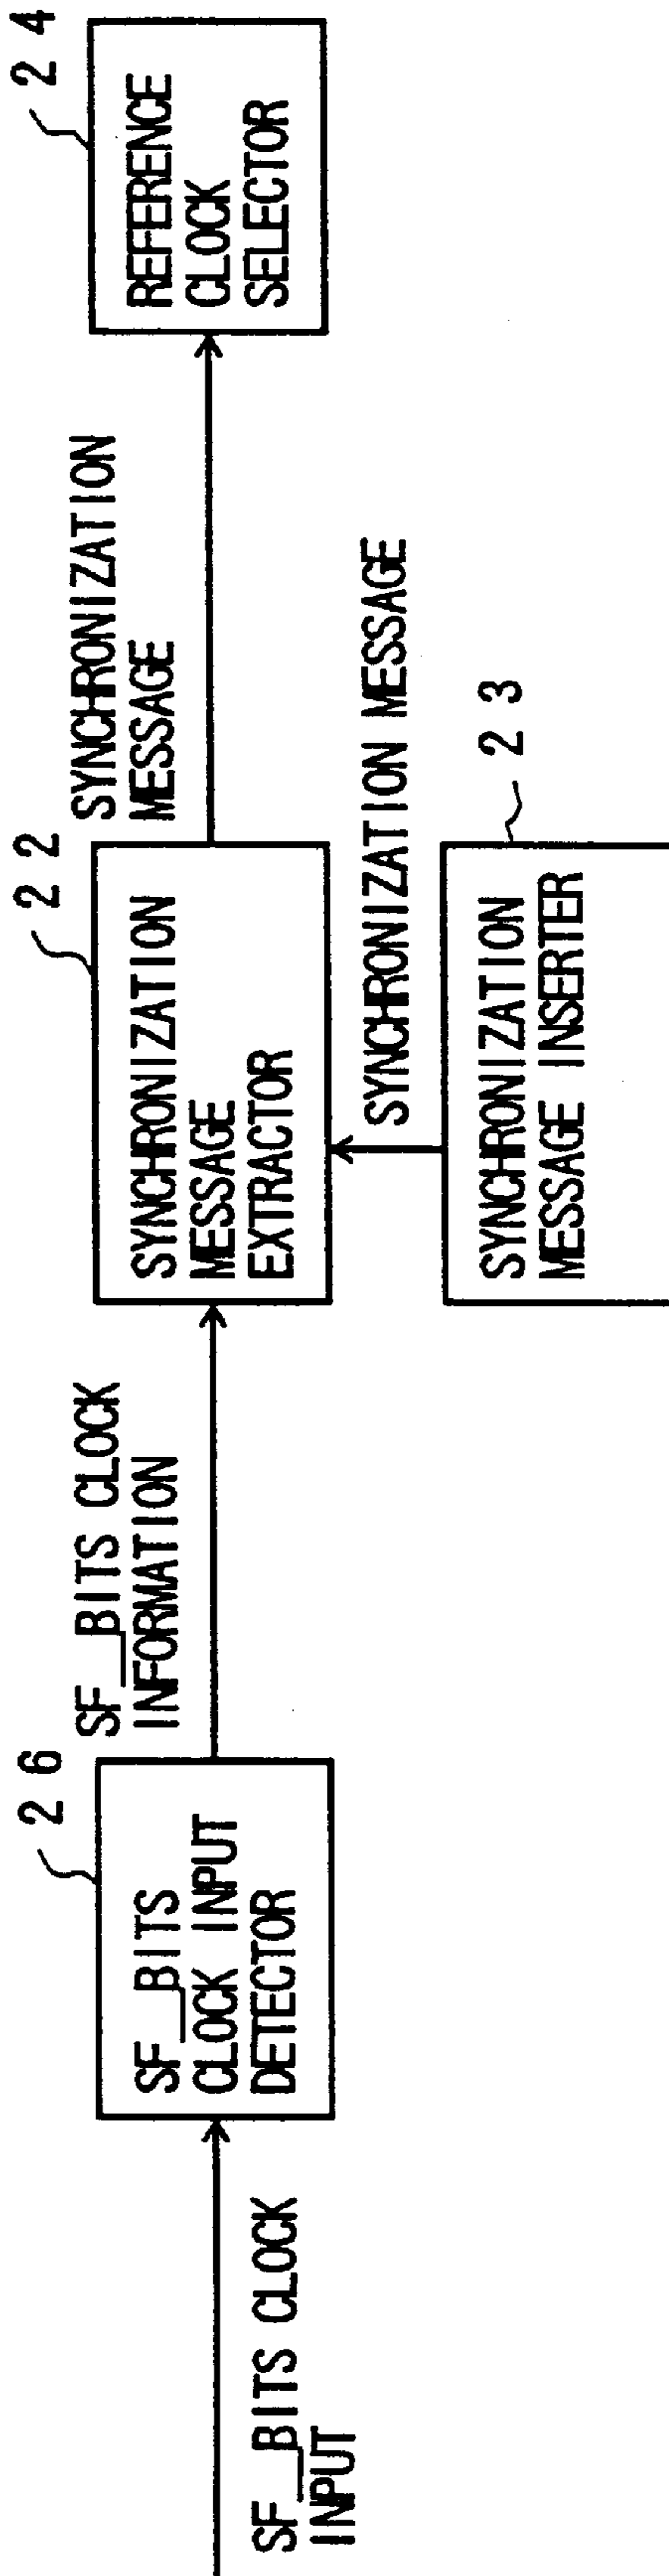 SF_BITS CLOCK
INPUT
26
SF_BITS
CLOCK INPUT
DETECTOR
SF_BITS CLOCK
INFORMATION
22
SYNCHRONIZATION
MESSAGE
EXTRACTOR
SYNCHRONIZATION MESSAGE
23
SYNCHRONIZATION
MESSAGE INSERTER
SYNCHRONIZATION
MESSAGE
24
REFERENCE
CLOCK
SELECTOR